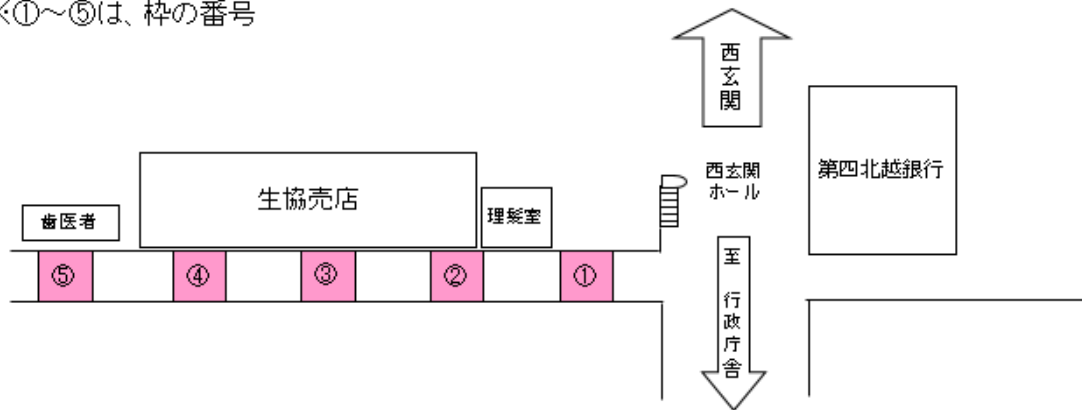 ※①～⑤は、枠の番号
西玄関
西玄関
ホール
第四北越銀行
生協売店
理髪室
歯医者
⑤
④
③
②
①
至 行政庁舎